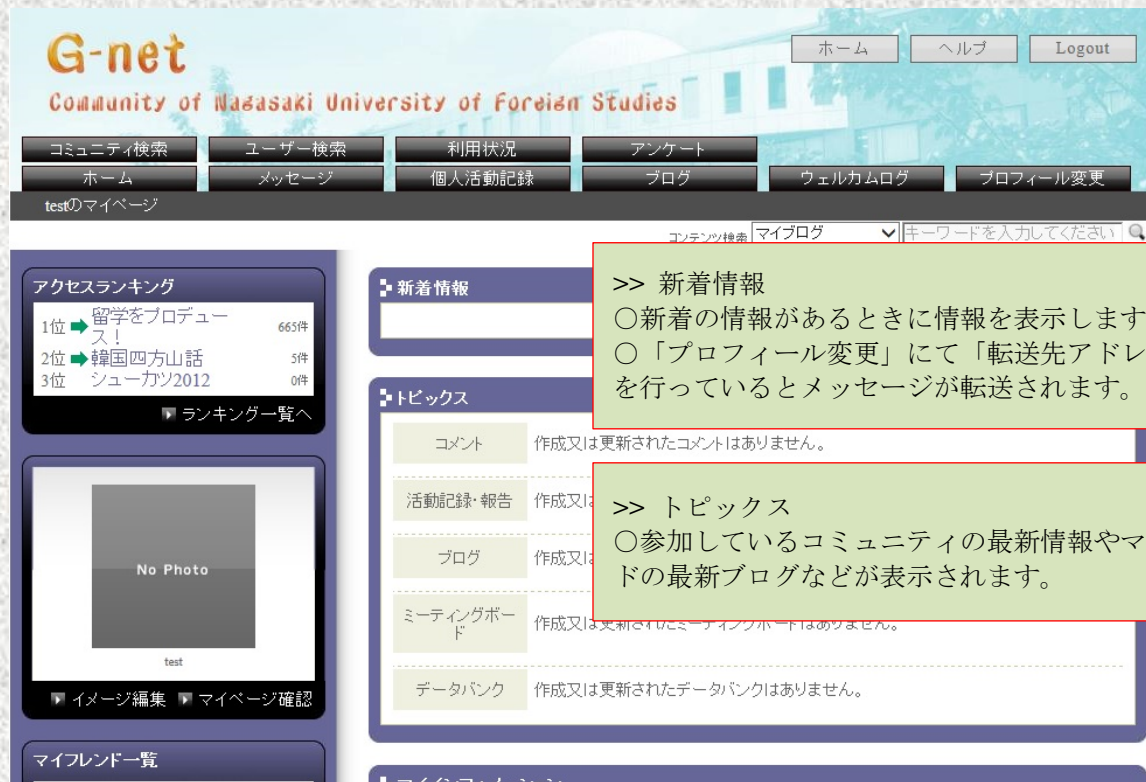 G-net
Community of Nagasaki University of Foreign Studies
ホーム ヘルプ Logout
コミュニティ検索 ユーザー検索 利用状況 アンケート
ホーム メッセージ 個人活動記録 ブログ ウェルカムログ プロフィール変更
testのマイページ
コンテンツ検索 マイブログ キーワードを入力してください
アクセスランキング
1位 留学をプロデュー
ス！ 665件
2位 韓国四方山話 5件
3位 シューカツ2012 0件
ランキング一覧へ
No Photo
test
イメージ編集 マイページ確認
マイフレンド一覧
新着情報
>> 新着情報
○新着の情報があるときに情報を表示します
○「プロフィール変更」にて「転送先アドレ
を行っているとメッセージが転送されます。
トピックス
コメント 作成又は更新されたコメントはありません。
活動記録・報告 作成又は
ブログ 作成又は
>> トピックス
○参加しているコミュニティの最新情報やマ
ドの最新ブログなどが表示されます。
ミーティングボー
ド 作成又は更新されたミーティングボードはありません。
データバンク 作成又は更新されたデータバンクはありません。